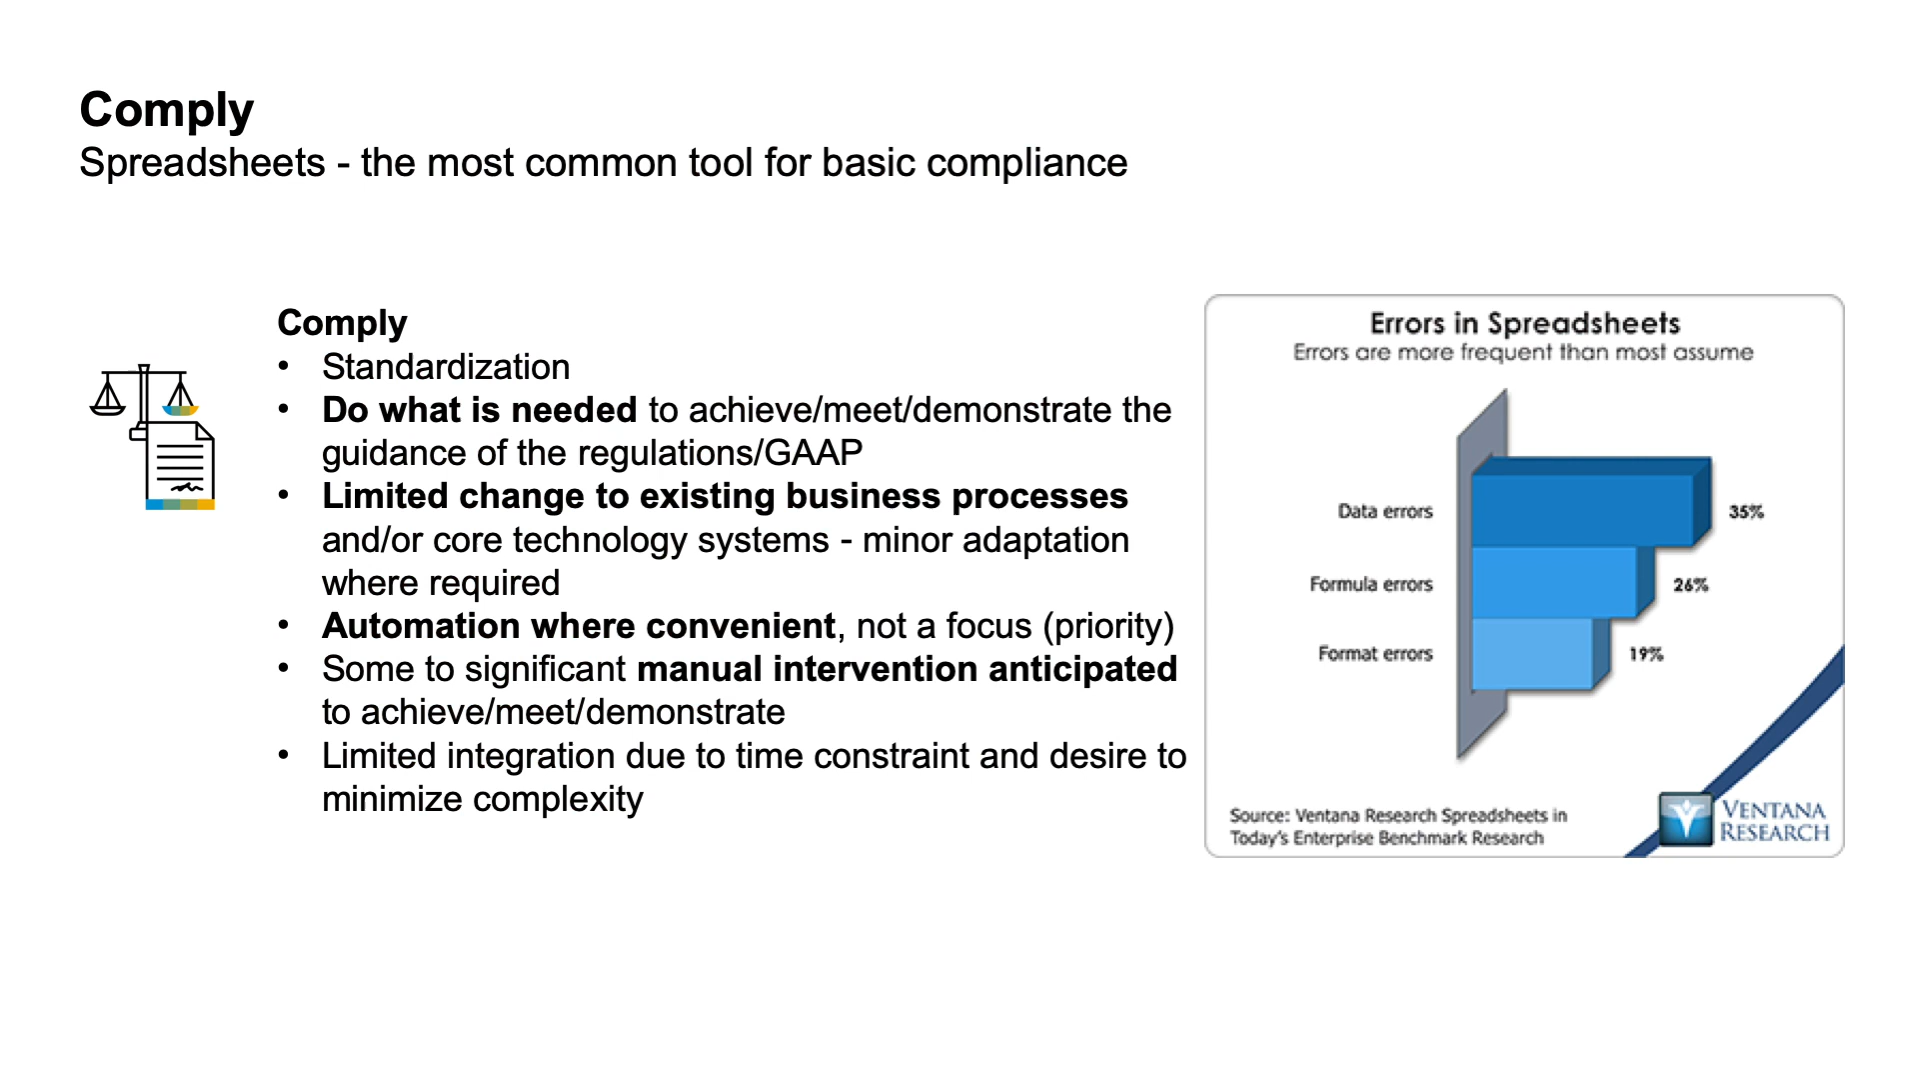 Comply
Spreadsheets - the most common tool for basic compliance
Comply
• Standardization
• Do what is needed to achieve/meet/demonstrate the
guidance of the regulations/GAAP
• Limited change to existing business processes
and/or core technology systems - minor adaptation
where required
• Automation where convenient, not a focus (priority)
• Some to significant manual intervention anticipated
to achieve/meet/demonstrate
• Limited integration due to time constraint and desire to
minimize complexity
Errors in Spreadsheets
Errors are more frequent than most assume
Data errors 35%
Formula errors 26%
Format errors 19%
Source: Ventana Research Spreadsheets in
Today's Enterprise Benchmark Research
VENTANA
RESEARCH